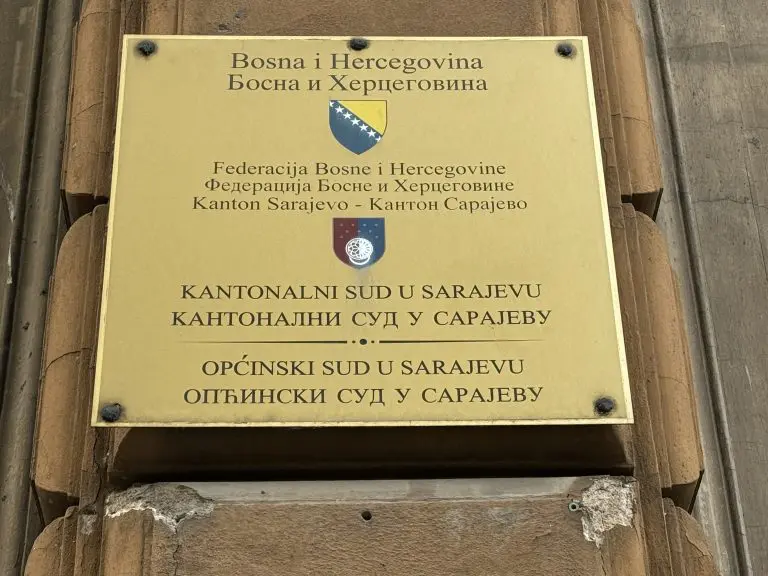 Bosna i Hercegovina
Босна и Херцеговина
Federacija Bosne i Hercegovine
Федерација Босне и Херцеговине
Kanton Sarajevo - Кантон Сарајево
KANTONALNI SUD U SARAJEVU
КАНТОНАЛНИ СУД У САРАЈЕВУ
OPĆINSKI SUD U SARAJEVU
ОПЋИНСКИ СУД У САРАЈЕВУ